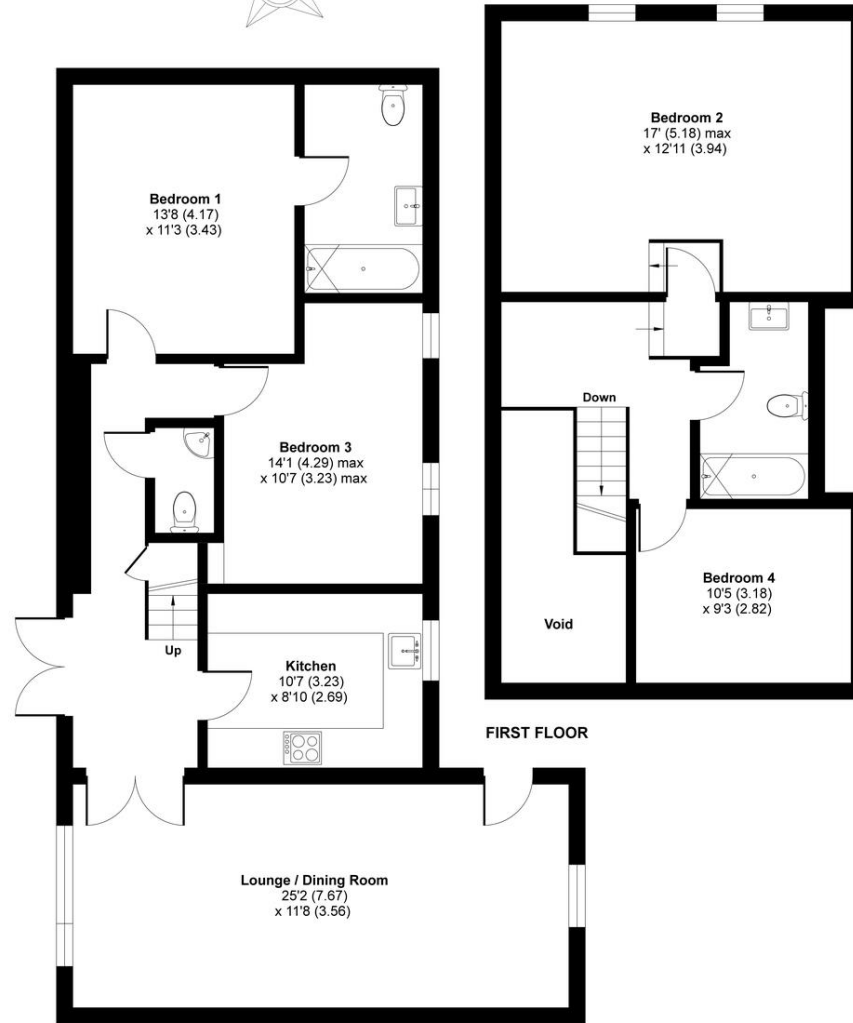 Bedroom 1
13'8 (4.17)
x 11'3 (3.43)
Bedroom 3
14'1 (4.29) max
x 10'7 (3.23) max
Up
Kitchen
10'7 (3.23)
x 8'10 (2.69)
Lounge / Dining Room
25'2 (7.67)
x 11'8 (3.56)
Bedroom 2
17' (5.18) max
x 12'11 (3.94)
Down
Bedroom 4
10'5 (3.18)
x 9'3 (2.82)
Void
FIRST FLOOR